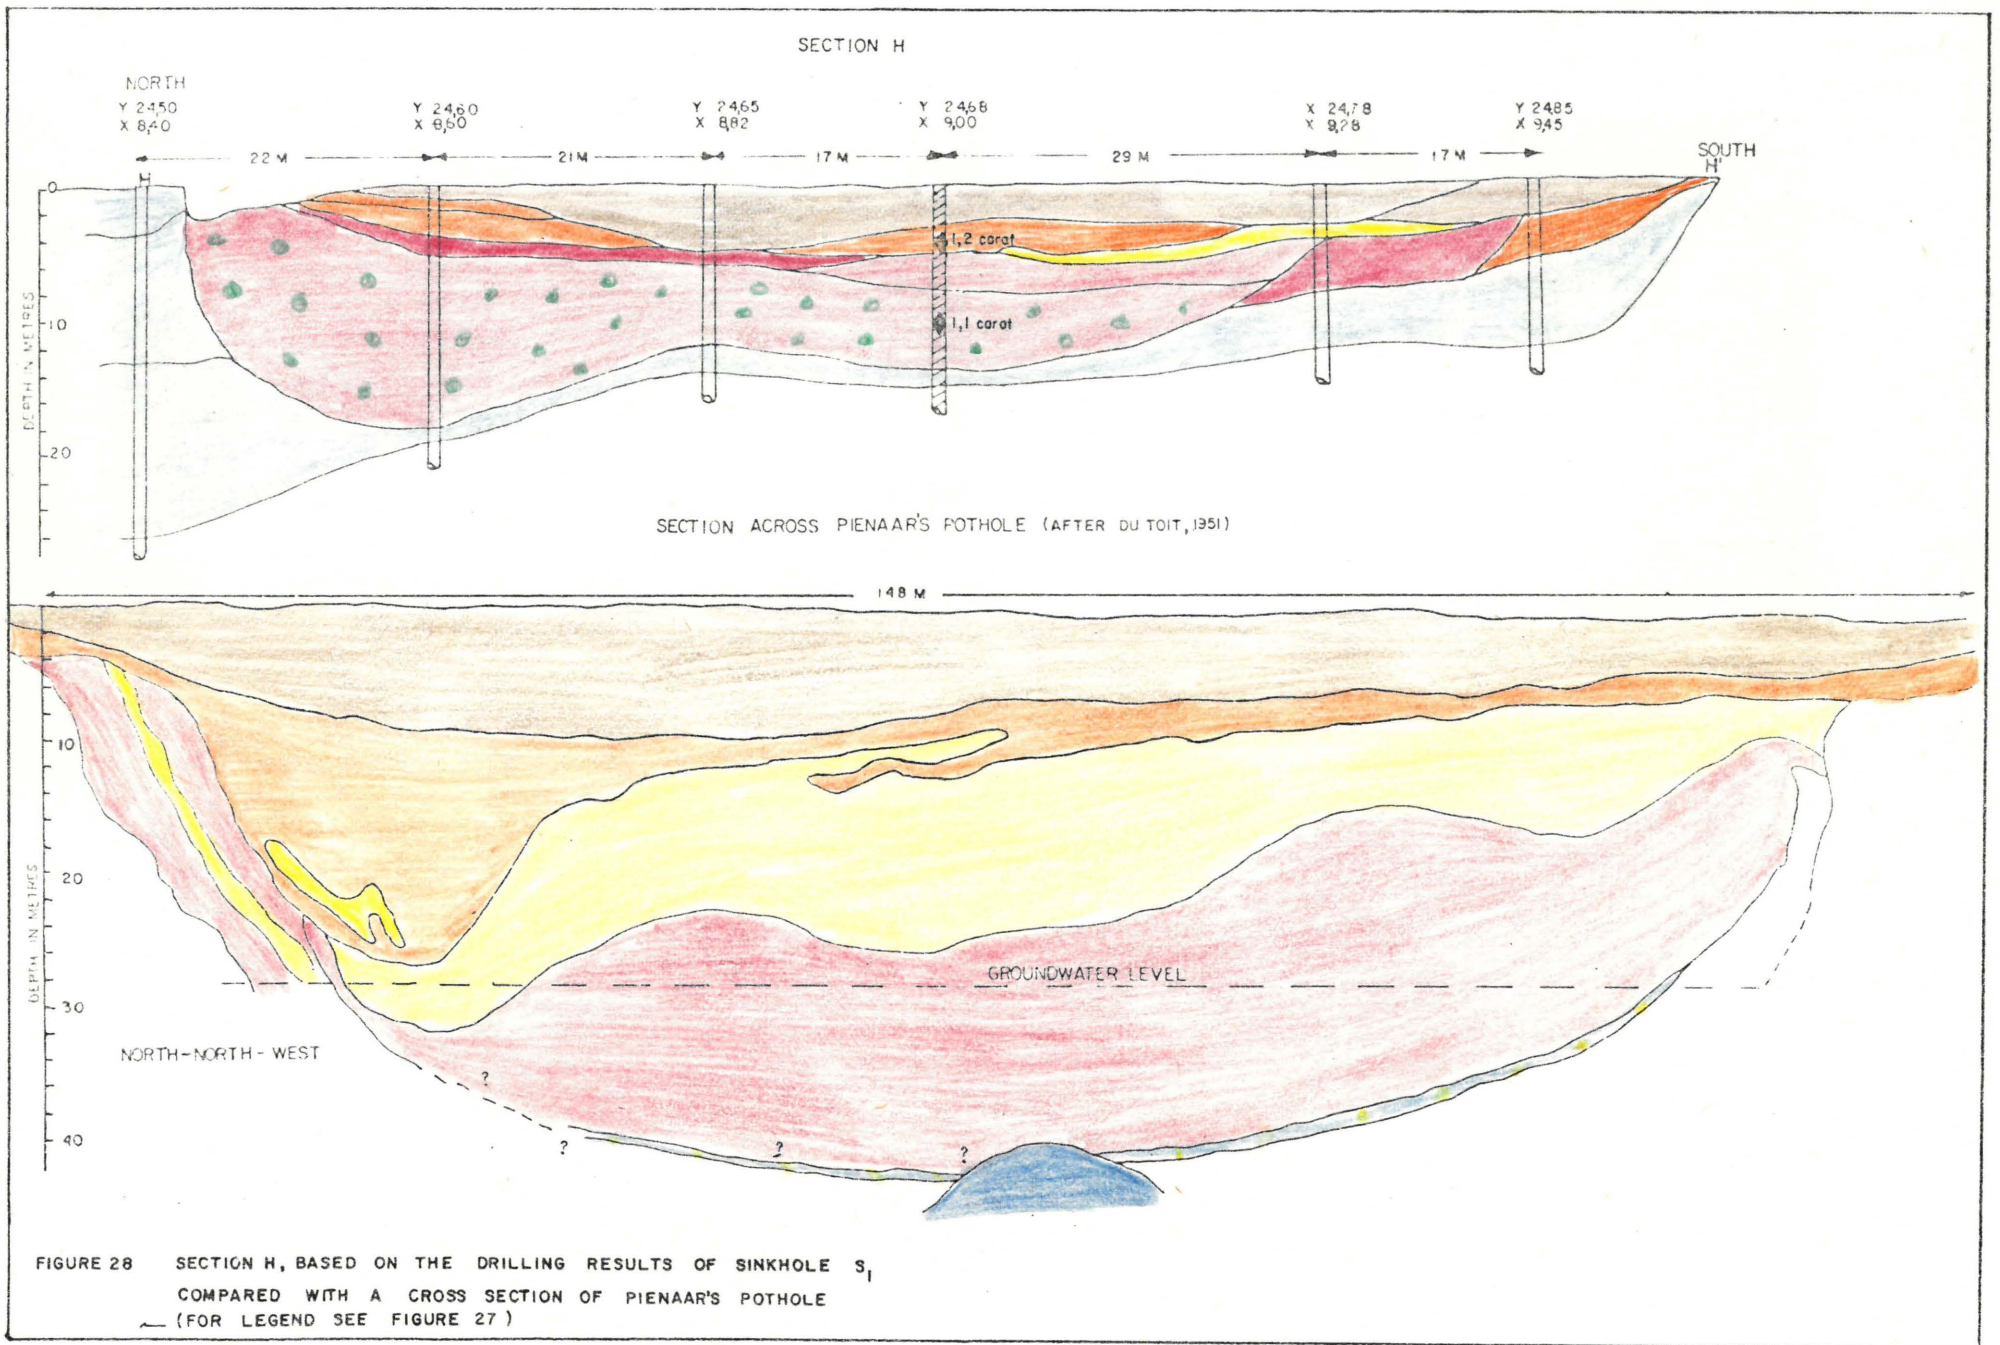 SECTION H
NORTH
Y 24,50
X 8,40
Y 24,60
X 8,60
Y 24,65
X 8,82
Y 24,68
X 9,00
X 24,78
X 9,28
Y 24,85
X 9,45
22 M
21 M
17 M
29 M
17 M
SOUTH
H
H'
0
10
20
DEPTH IN METRES
1,2 carat
1,1 carat
SECTION ACROSS PIENAAR'S POTHOLE (AFTER DU TOIT, 1951)
148 M
10
20
30
40
DEPTH IN METRES
GROUNDWATER LEVEL
NORTH-NORTH-WEST
?
?
?
?
FIGURE 28 SECTION H, BASED ON THE DRILLING RESULTS OF SINKHOLE S1
COMPARED WITH A CROSS SECTION OF PIENAAR'S POTHOLE
(FOR LEGEND SEE FIGURE 27)